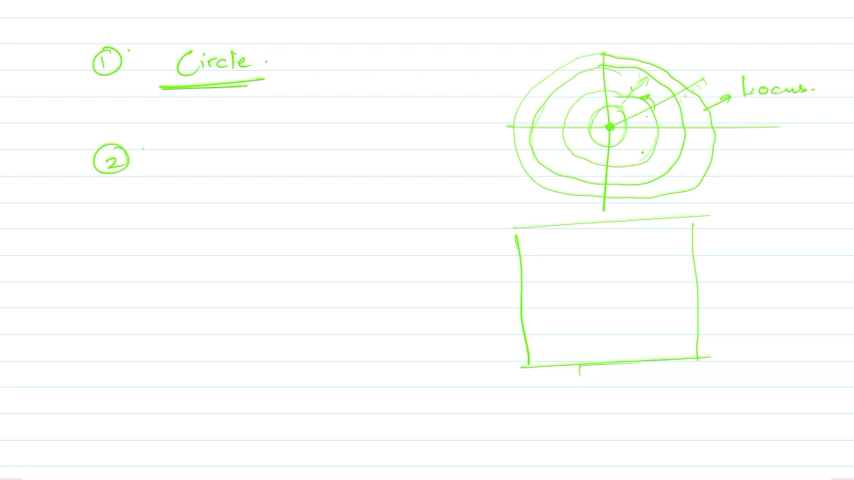 ① Circle.
Locus.
②